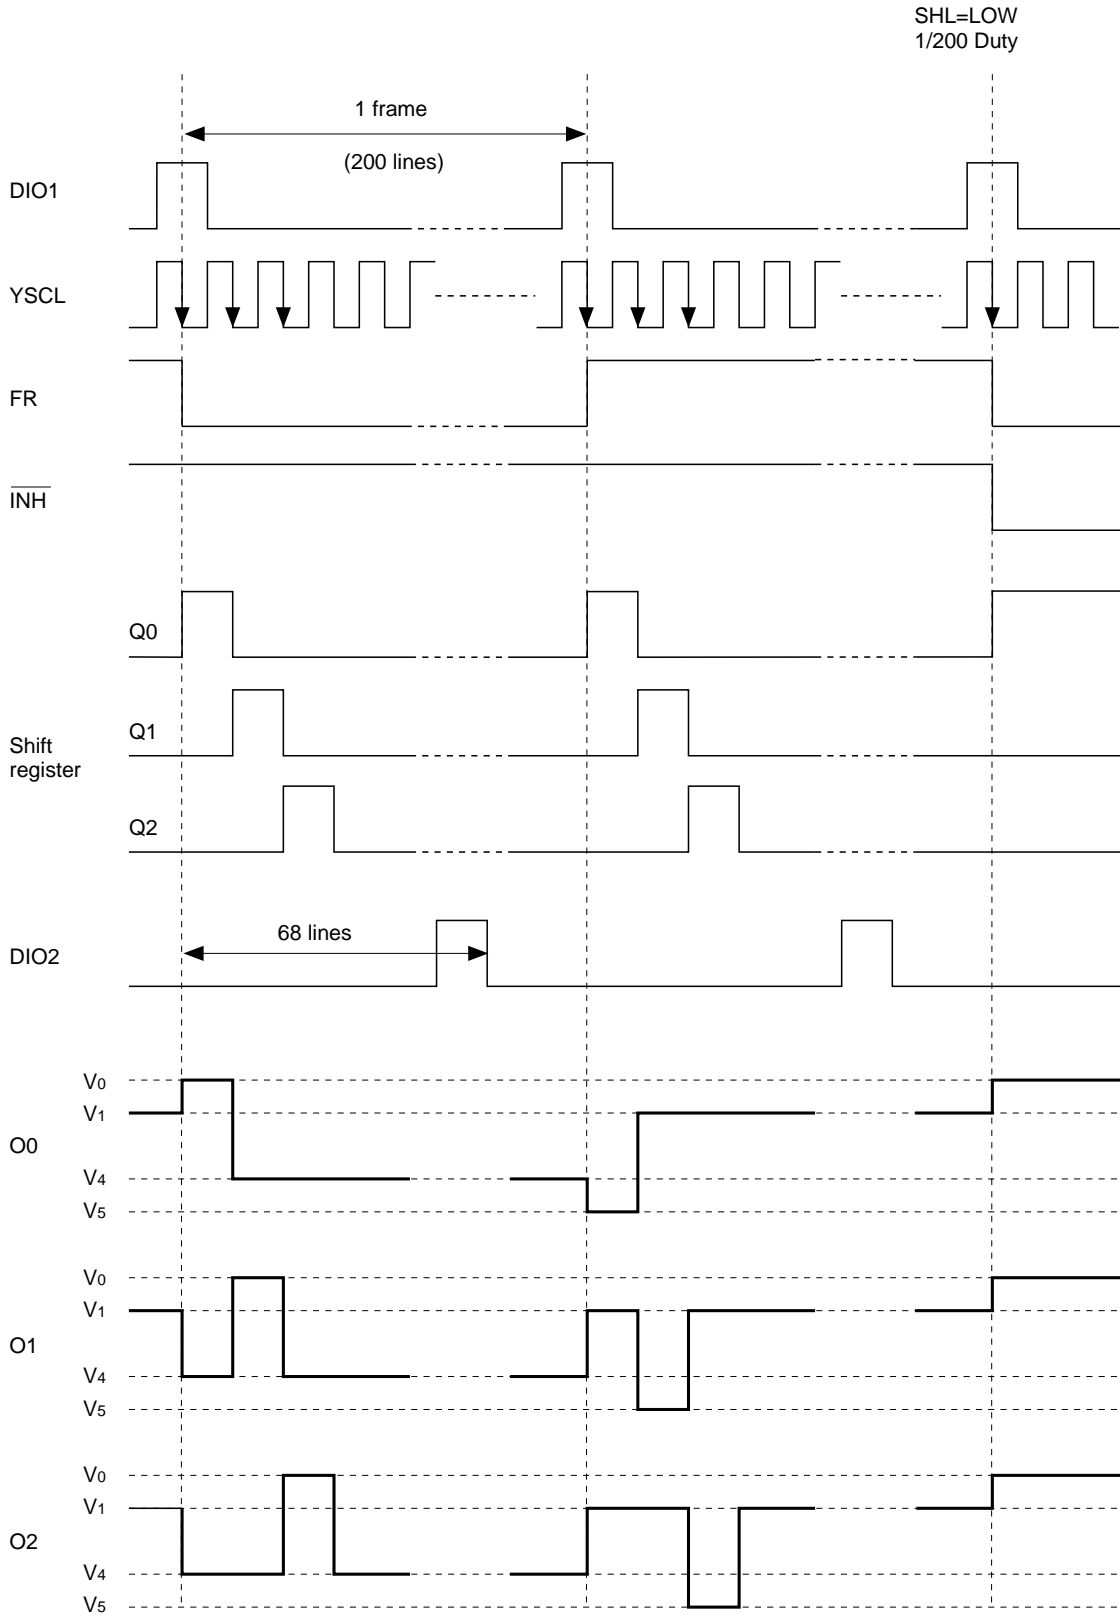 SHL=LOW
1/200 Duty
1 frame
(200 lines)
DIO1
YSCL
FR
INH
Q0
Q1
Shift
register
Q2
68 lines
DIO2
V0
V1
O0
V4
V5
V0
V1
O1
V4
V5
V0
V1
O2
V4
V5